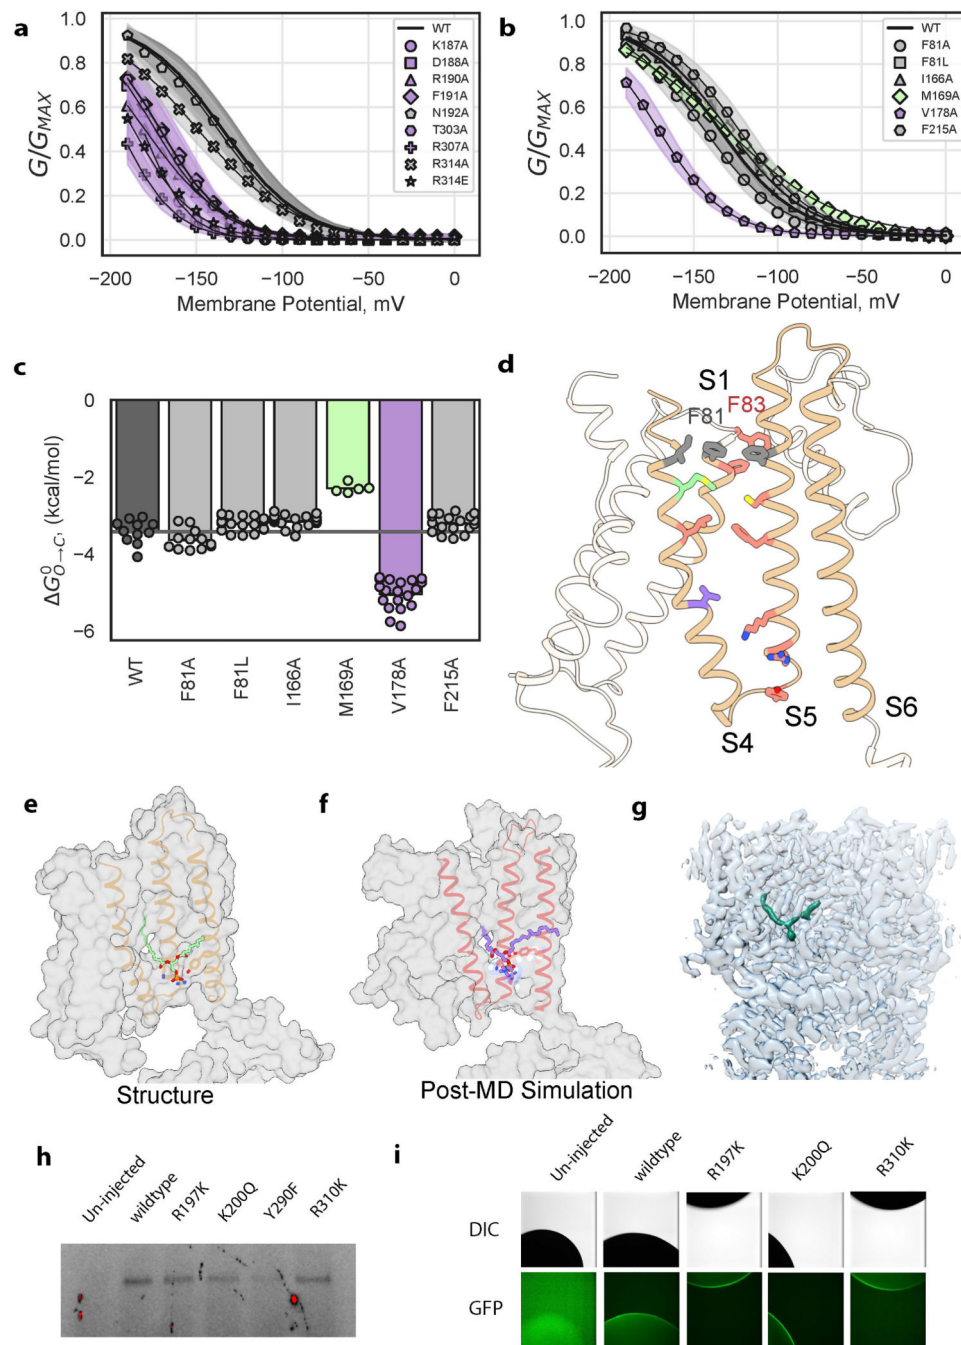 a
G/G_MAX
1.0
0.8
0.6
0.4
0.2
0.0
−200
−150
−100
−50
0
Membrane Potential, mV
WT
K187A
D188A
R190A
F191A
N192A
T303A
R307A
R314A
R314E
b
G/G_MAX
1.0
0.8
0.6
0.4
0.2
0.0
−200
−150
−100
−50
0
Membrane Potential, mV
WT
F81A
F81L
I166A
M169A
V178A
F215A
c
ΔG⁰_O→C, (kcal/mol)
0
−2
−4
−6
WT
F81A
F81L
I166A
M169A
V178A
F215A
d
S1
F81
F83
S4
S5
S6
e
Structure
f
Post-MD Simulation
g
h
Un-injected
wildtype
R197K
K200Q
Y290F
R310K
i
Un-injected
wildtype
R197K
K200Q
R310K
DIC
GFP